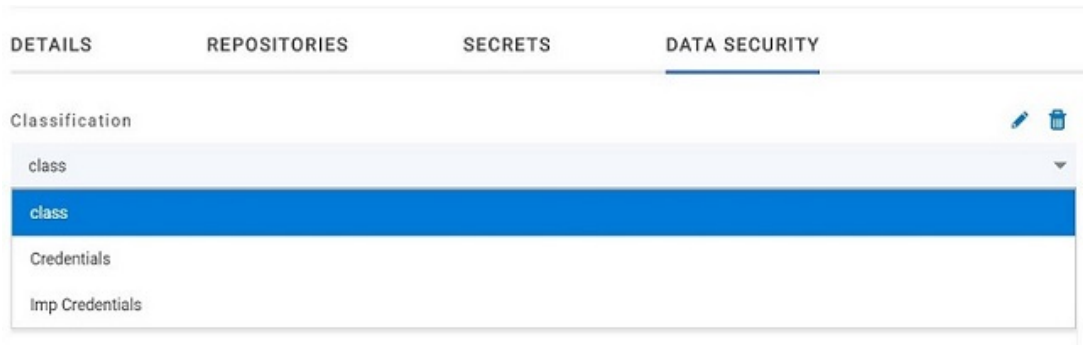 DETAILS REPOSITORIES SECRETS DATA SECURITY
Classification
class
class
Credentials
Imp Credentials